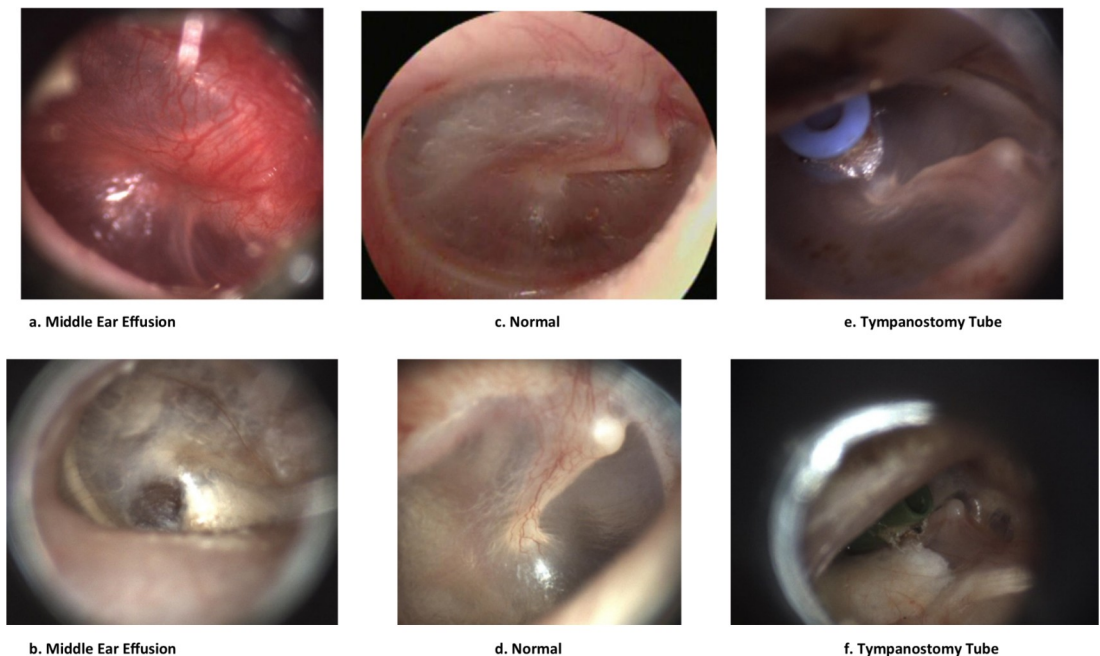 a. Middle Ear Effusion
c. Normal
e. Tympanostomy Tube
b. Middle Ear Effusion
d. Normal
f. Tympanostomy Tube